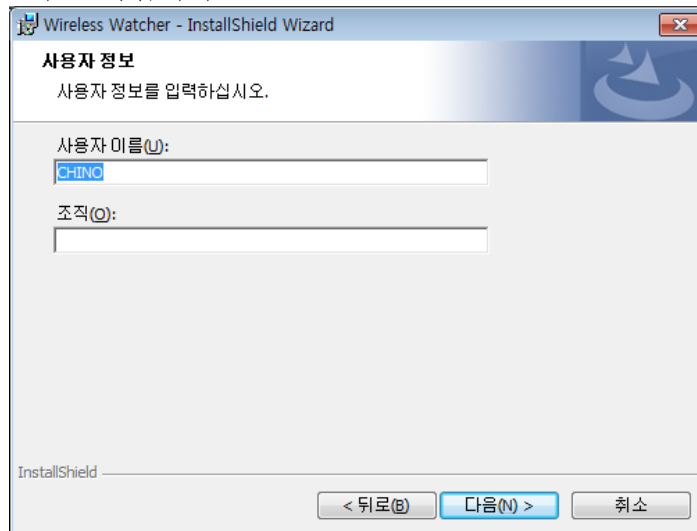 Wireless Watcher - InstallShield Wizard
사용자 정보
사용자 정보를 입력하십시오.
사용자 이름(U):
CHINO
조직(O):
InstallShield
< 뒤로(B) 다음(N) > 취소